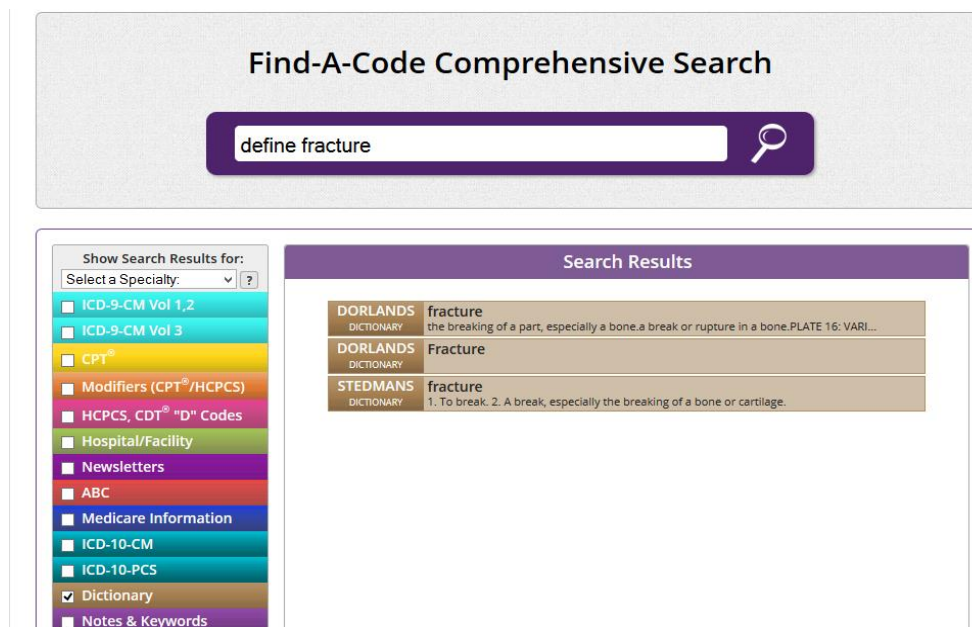 Find-A-Code Comprehensive Search
define fracture
Show Search Results for:
Select a Specialty:
?
ICD-9-CM Vol 1,2
ICD-9-CM Vol 3
CPT®
Modifiers (CPT®/HCPCS)
HCPCS, CDT® "D" Codes
Hospital/Facility
Newsletters
ABC
Medicare Information
ICD-10-CM
ICD-10-PCS
Dictionary
Notes & Keywords
Search Results
DORLANDS fracture
DICTIONARY the breaking of a part, especially a bone.a break or rupture in a bone.PLATE 16: VARI...
DORLANDS Fracture
DICTIONARY
STEDMANS fracture
DICTIONARY 1. To break. 2. A break, especially the breaking of a bone or cartilage.